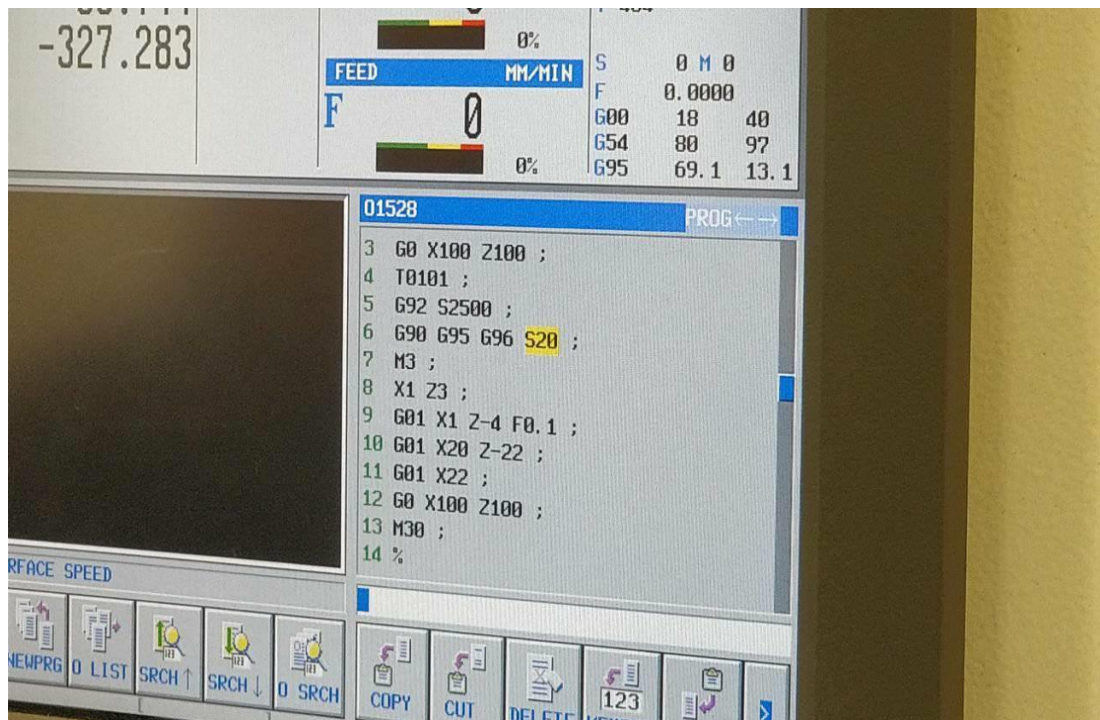 -327.283
0%
FEED MM/MIN
F 0
0%
S 0 M 0
F 0.0000
G00 18 40
G54 80 97
G95 69.1 13.1
O1528 PROG←→
3 G0 X100 Z100 ;
4 T0101 ;
5 G92 S2500 ;
6 G90 G95 G96 S20 ;
7 M3 ;
8 X1 Z3 ;
9 G01 X1 Z-4 F0.1 ;
10 G01 X20 Z-22 ;
11 G01 X22 ;
12 G0 X100 Z100 ;
13 M30 ;
14 %
RFACE SPEED
NEWPRG O LIST SRCH↑ SRCH↓ O SRCH COPY CUT DELETE 123 >